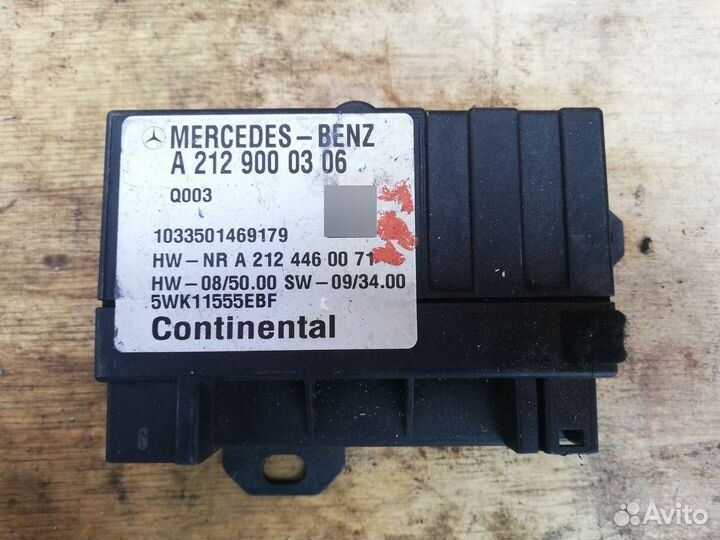 MERCEDES-BENZ
A 212 900 03 06
Q003
1033501469179
HW-NR A 212 446 00 71
HW-08/50.00 SW-09/34.00
5WK11555EBF
Continental
Avito